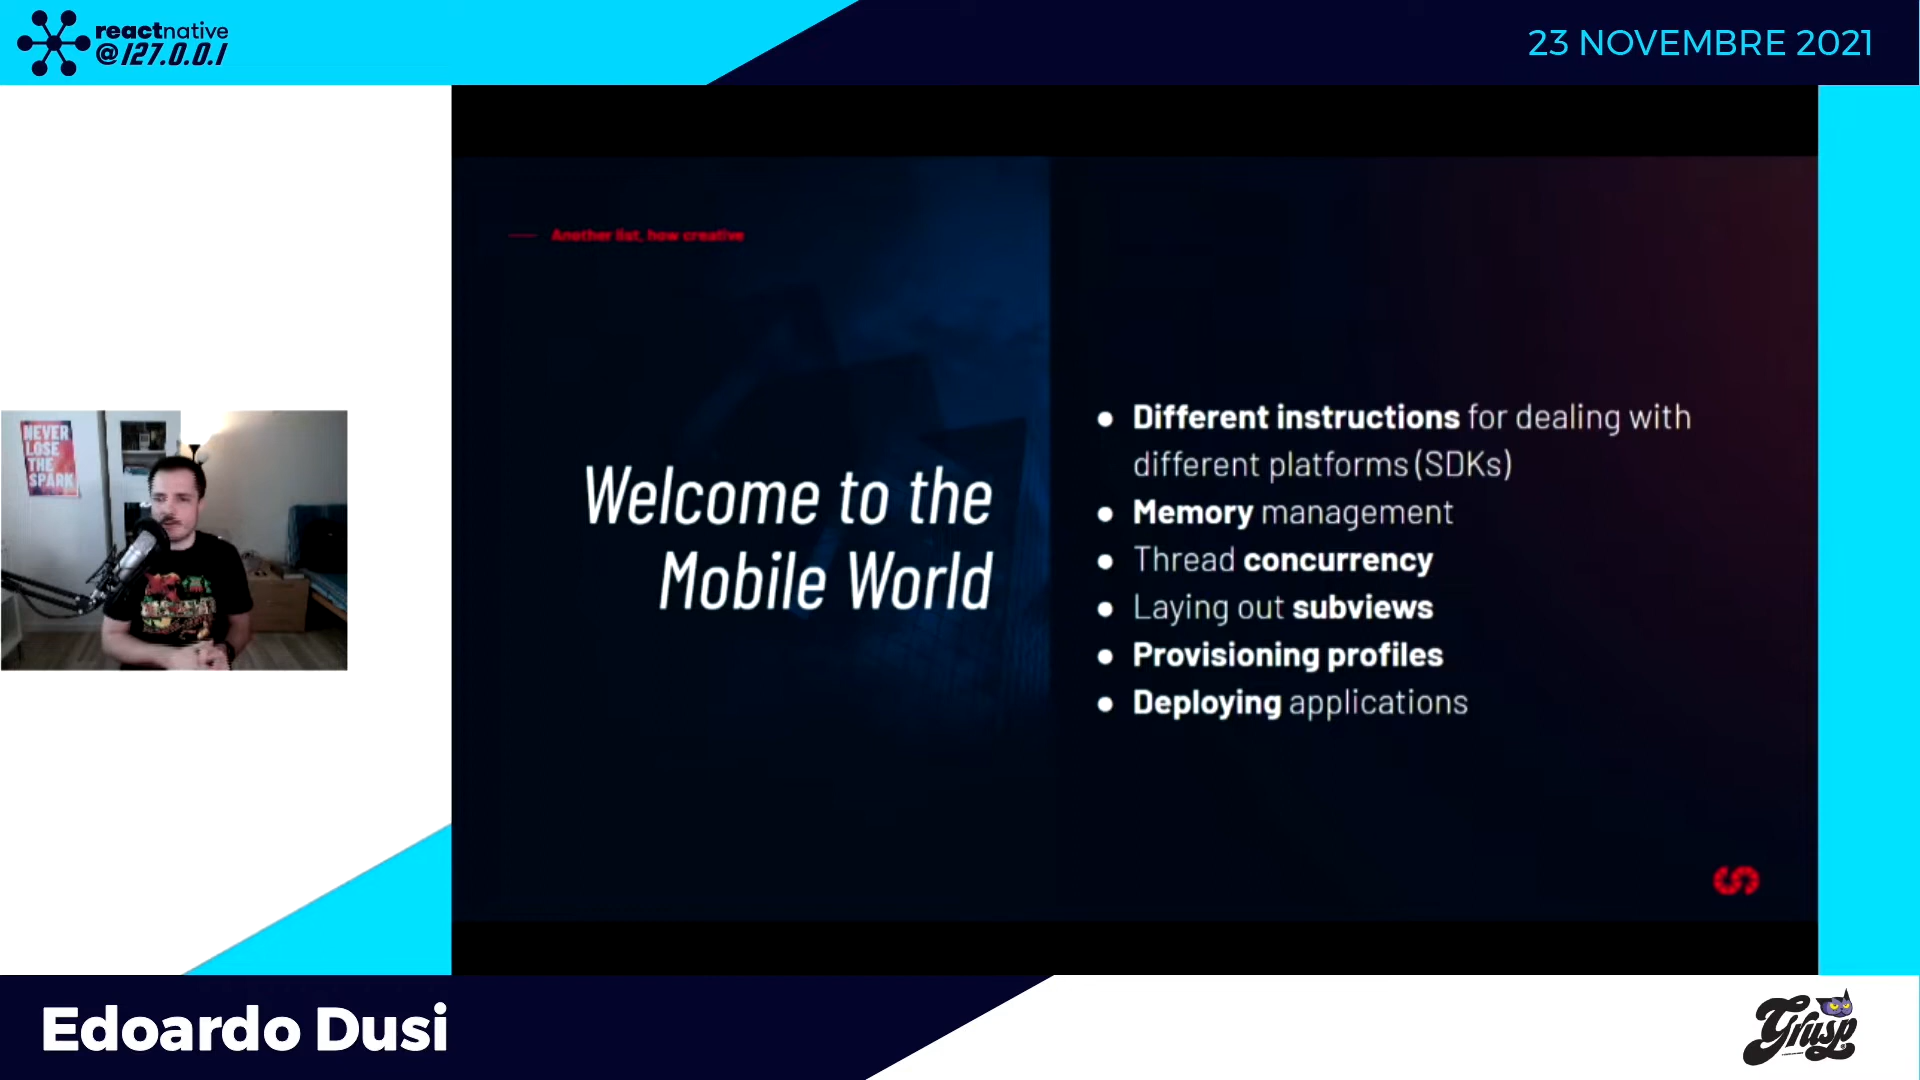 reactnative
@127.0.0.1
23 NOVEMBRE 2021
Another list, how creative
Welcome to the
Mobile World
● Different instructions for dealing with
different platforms (SDKs)
● Memory management
● Thread concurrency
● Laying out subviews
● Provisioning profiles
● Deploying applications
NEVER
LOSE
THE
SPARK
Edoardo Dusi
Grusp